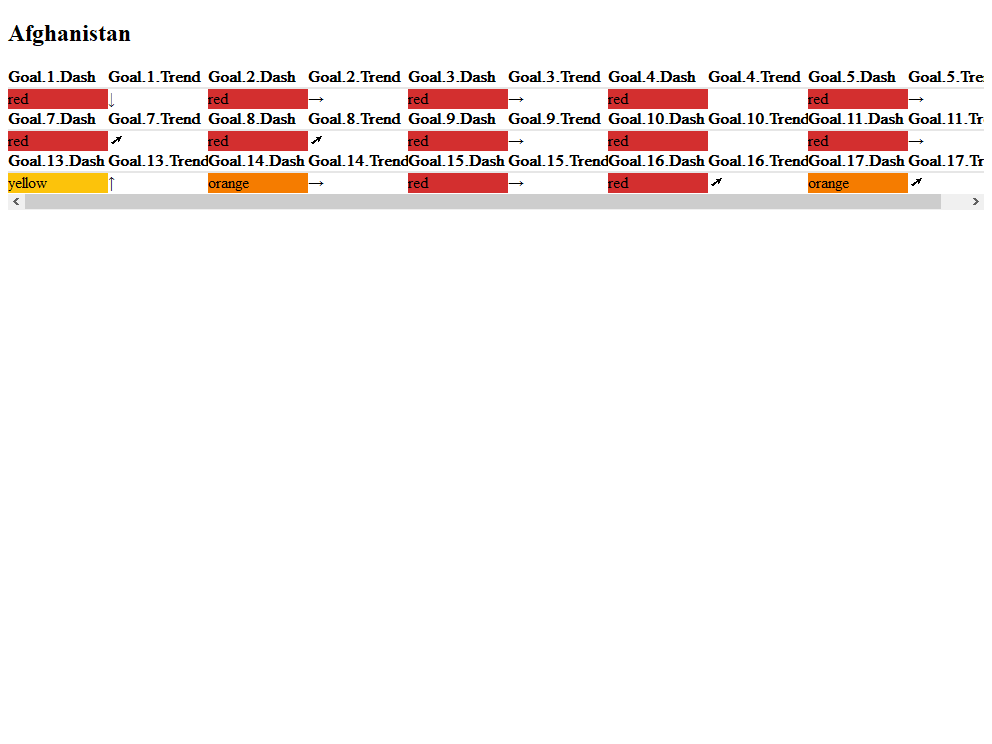 Afghanistan
Goal.1.Dash Goal.1.Trend Goal.2.Dash Goal.2.Trend Goal.3.Dash Goal.3.Trend Goal.4.Dash Goal.4.Trend Goal.5.Dash Goal.5.Tre
red ↓ red → red → red red →
Goal.7.Dash Goal.7.Trend Goal.8.Dash Goal.8.Trend Goal.9.Dash Goal.9.Trend Goal.10.Dash Goal.10.Trend Goal.11.Dash Goal.11.Tr
red ➚ red ➚ red → red red →
Goal.13.Dash Goal.13.Trend Goal.14.Dash Goal.14.Trend Goal.15.Dash Goal.15.Trend Goal.16.Dash Goal.16.Trend Goal.17.Dash Goal.17.Tr
yellow ↑ orange → red → red ➚ orange ➚